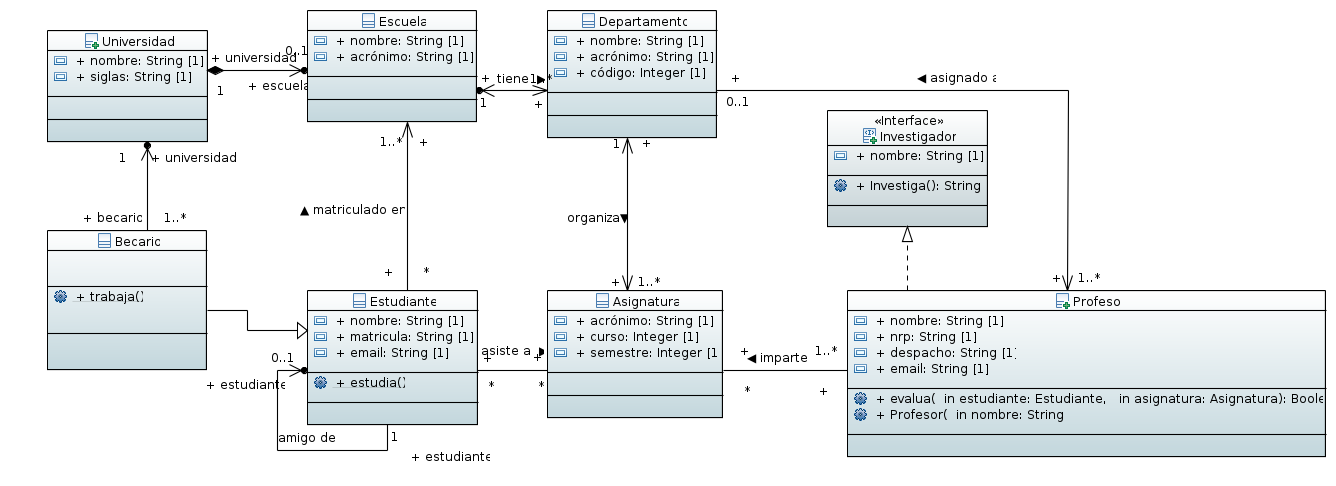 Universidad
+ nombre: String [1]
+ siglas: String [1]
+ universidad
0..1
1
+ escuela
Escuela
+ nombre: String [1]
+ acrónimo: String [1]
+ tiene
1..*
1
+
Departamento
+ nombre: String [1]
+ acrónimo: String [1]
+ código: Integer [1]
+
0..1
◀ asignado a
«Interface»
Investigador
+ nombre: String [1]
+ Investiga(): String
1
+ universidad
+ becaric
1..*
1..*
+
▲ matriculado en
+
*
1
+
organiza▼
+
1..*
+
1..*
Becaric
+ trabaja()
Estudiante
+ nombre: String [1]
+ matricula: String [1]
+ email: String [1]
+ estudia()
0..1
+ estudiante
amigo de
1
+ estudiante
asiste a ▶
+
+
*
*
Asignatura
+ acrónimo: String [1]
+ curso: Integer [1]
+ semestre: Integer [1
+
◀ imparte
1..*
*
+
Profeso
+ nombre: String [1]
+ nrp: String [1]
+ despacho: String [1]
+ email: String [1]
+ evalua( in estudiante: Estudiante, in asignatura: Asignatura): Boole
+ Profesor( in nombre: String